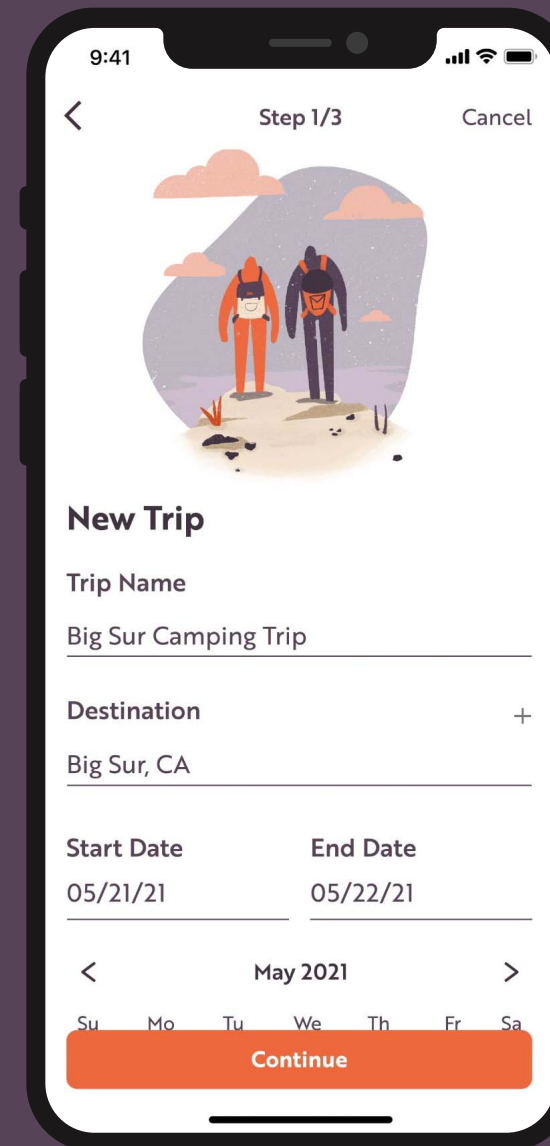 9:41
Step 1/3 Cancel
New Trip
Trip Name
Big Sur Camping Trip
Destination +
Big Sur, CA
Start Date End Date
05/21/21 05/22/21
< May 2021 >
Su Mo Tu We Th Fr Sa
Continue